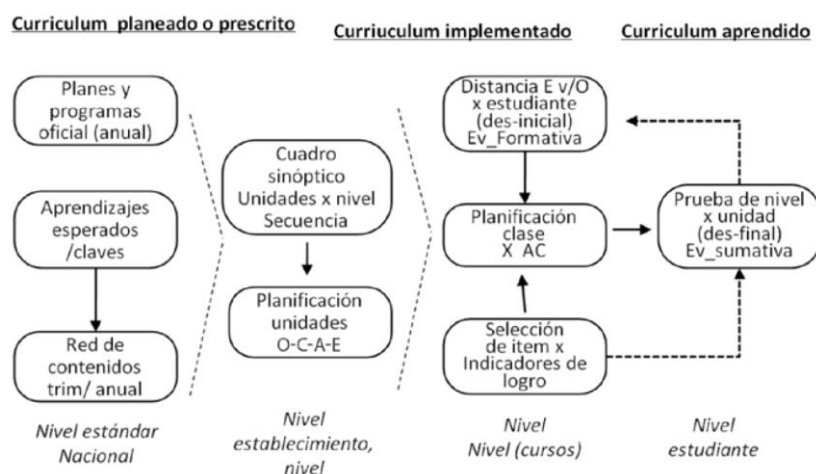 Curriculum planeado o prescrito
Curriuculum implementado
Curriculum aprendido
Planes y
programas
oficial (anual)
Aprendizajes
esperados
/claves
Red de
contenidos
trim/ anual
Nivel estándar
Nacional
Cuadro
sinóptico
Unidades x nivel
Secuencia
Planificación
unidades
O-C-A-E
Nivel
establecimiento,
nivel
Distancia E v/O
x estudiante
(des-inicial)
Ev_Formativa
Planificación
clase
X AC
Selección
de item x
Indicadores de
logro
Nivel
Nivel (cursos)
Prueba de nivel
x unidad
(des-final)
Ev_sumativa
Nivel
estudiante